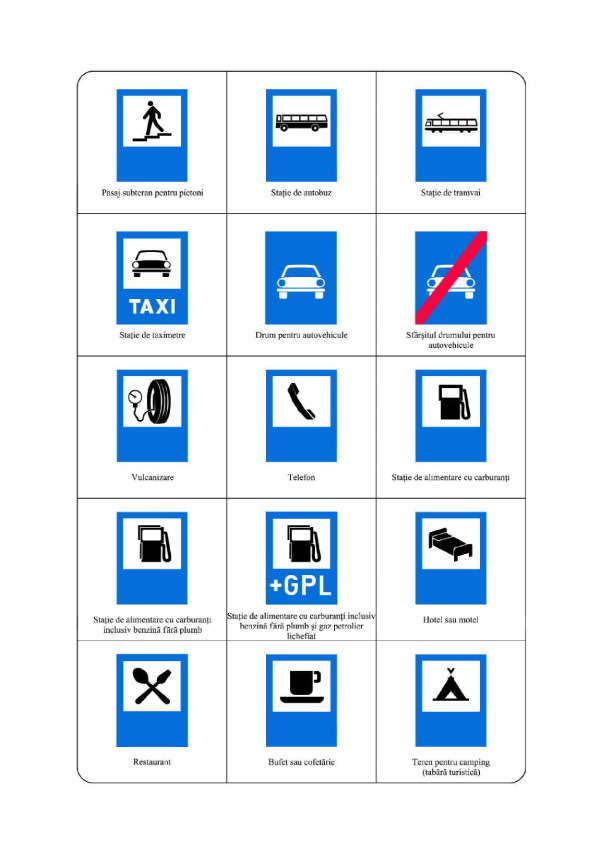 Pasaj subteran pentru pietoni
Stație de autobuz
Stație de tramvai
TAXI
Stație de taximetre
Drum pentru autovehicule
Sfârșitul drumului pentru
autovehicule
Vulcanizare
Telefon
Stație de alimentare cu carburanți
Stație de alimentare cu carburanți
inclusiv benzină fără plumb
+GPL
Stație de alimentare cu carburanți inclusiv
benzină fără plumb și gaz petrolier
lichefiat
Hotel sau motel
Restaurant
Bufet sau cofetărie
Teren pentru camping
(tabără turistică)